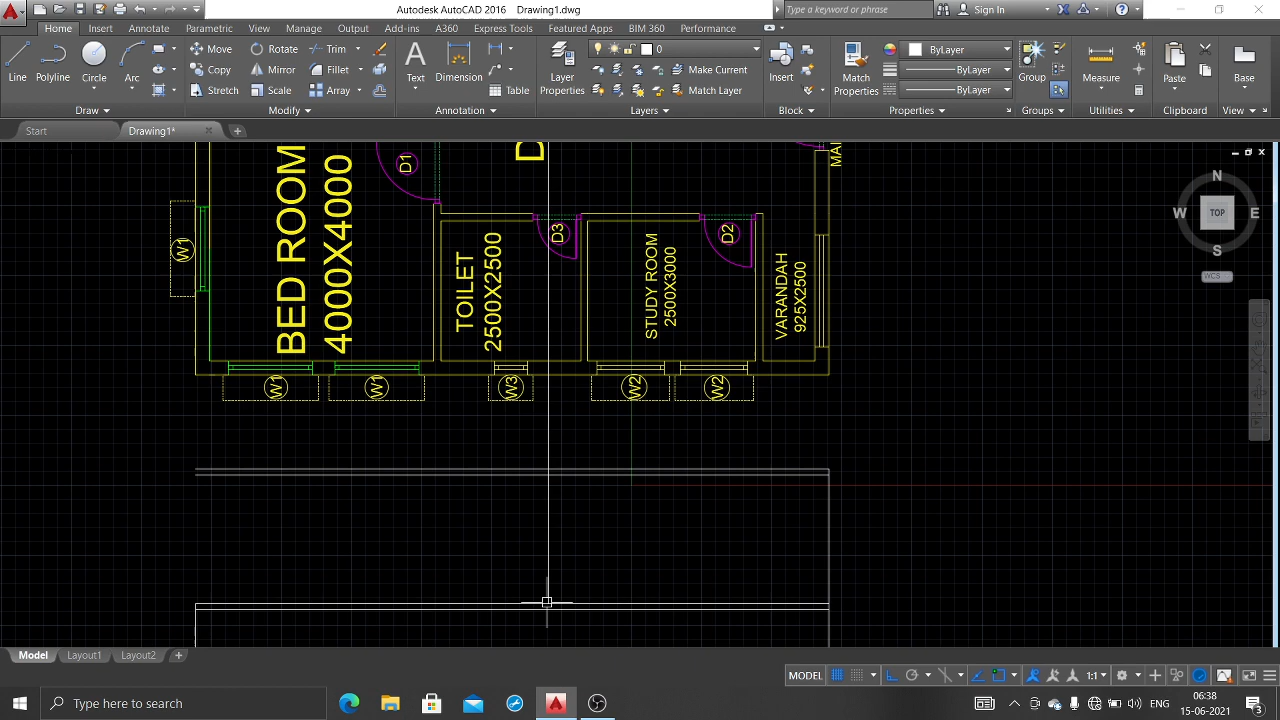 Autodesk AutoCAD 2016 Drawing1.dwg
Type a keyword or phrase
Sign In
Home Insert Annotate Parametric View Manage Output Add-ins A360 Express Tools Featured Apps BIM 360 Performance
Line Polyline Circle Arc
Move Rotate Trim
Copy Mirror Fillet
Stretch Scale Array
Text Dimension
Table
Layer Properties
0
Make Current
Match Layer
Insert
Match Properties
ByLayer
ByLayer
ByLayer
Group
Measure
Paste
Base
Draw Modify Annotation Layers Block Properties Groups Utilities Clipboard View
Start Drawing1*
D
D1
MAI
N
W TOP E
S
WCS
BED ROOM
4000X4000
W1
TOILET
2500X2500
D3
STUDY ROOM
2500X3000
D2
VARANDAH
925X2500
W1 W1 W3 W2 W2
Model Layout1 Layout2
MODEL 1:1
Type here to search
ENG
06:38
15-06-2021
3